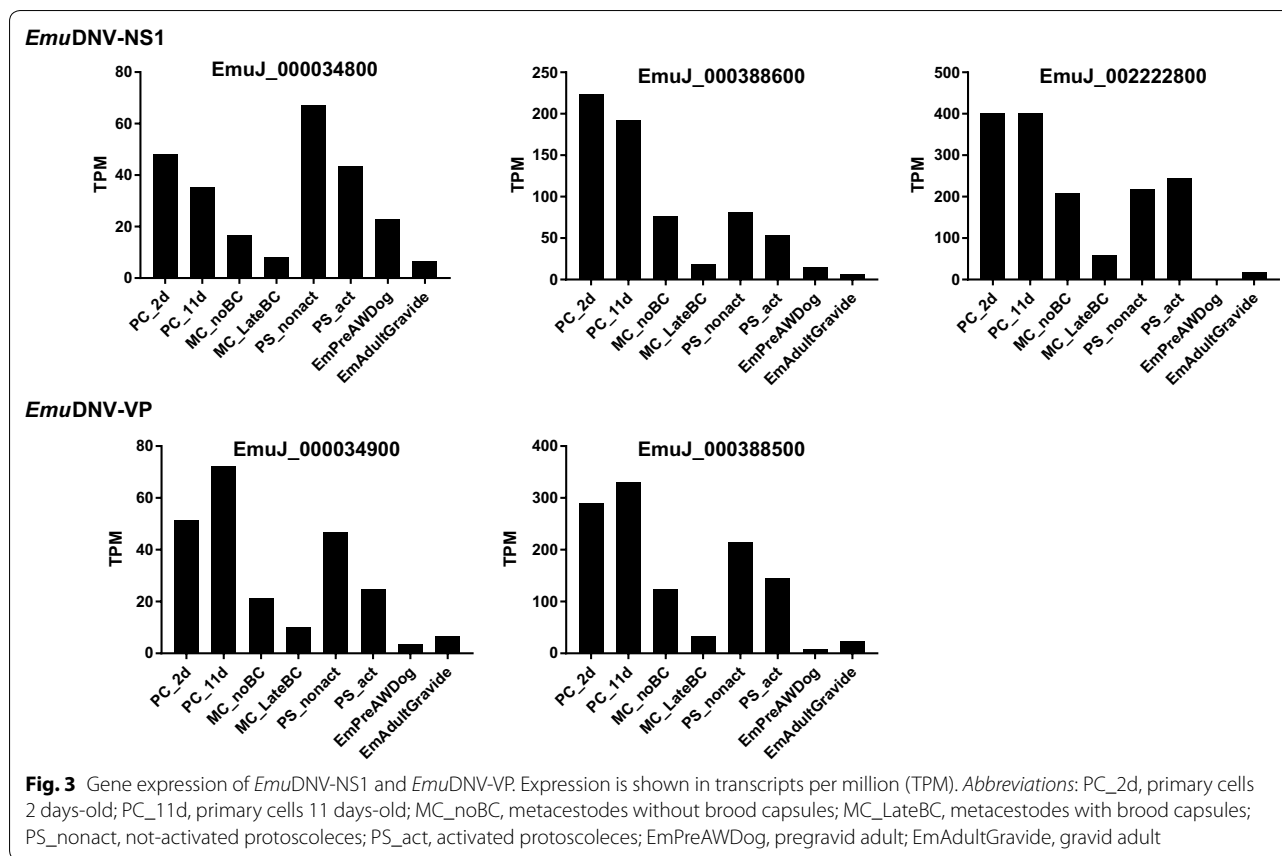 EmuDNV-NS1
EmuJ_000034800
TPM
80
60
40
20
0
PC_2d
PC_11d
MC_noBC
MC_LateBC
PS_nonact
PS_act
EmPreAWDog
EmAdultGravide
EmuJ_000388600
TPM
250
200
150
100
50
0
PC_2d
PC_11d
MC_noBC
MC_LateBC
PS_nonact
PS_act
EmPreAWDog
EmAdultGravide
EmuJ_002222800
TPM
500
400
300
200
100
0
PC_2d
PC_11d
MC_noBC
MC_LateBC
PS_nonact
PS_act
EmPreAWDog
EmAdultGravide
EmuDNV-VP
EmuJ_000034900
TPM
80
60
40
20
0
PC_2d
PC_11d
MC_noBC
MC_LateBC
PS_nonact
PS_act
EmPreAWDog
EmAdultGravide
EmuJ_000388500
TPM
400
300
200
100
0
PC_2d
PC_11d
MC_noBC
MC_LateBC
PS_nonact
PS_act
EmPreAWDog
EmAdultGravide
Fig. 3 Gene expression of EmuDNV-NS1 and EmuDNV-VP. Expression is shown in transcripts per million (TPM). Abbreviations: PC_2d, primary cells
2 days-old; PC_11d, primary cells 11 days-old; MC_noBC, metacestodes without brood capsules; MC_LateBC, metacestodes with brood capsules;
PS_nonact, not-activated protoscoleces; PS_act, activated protoscoleces; EmPreAWDog, pregravid adult; EmAdultGravide, gravid adult